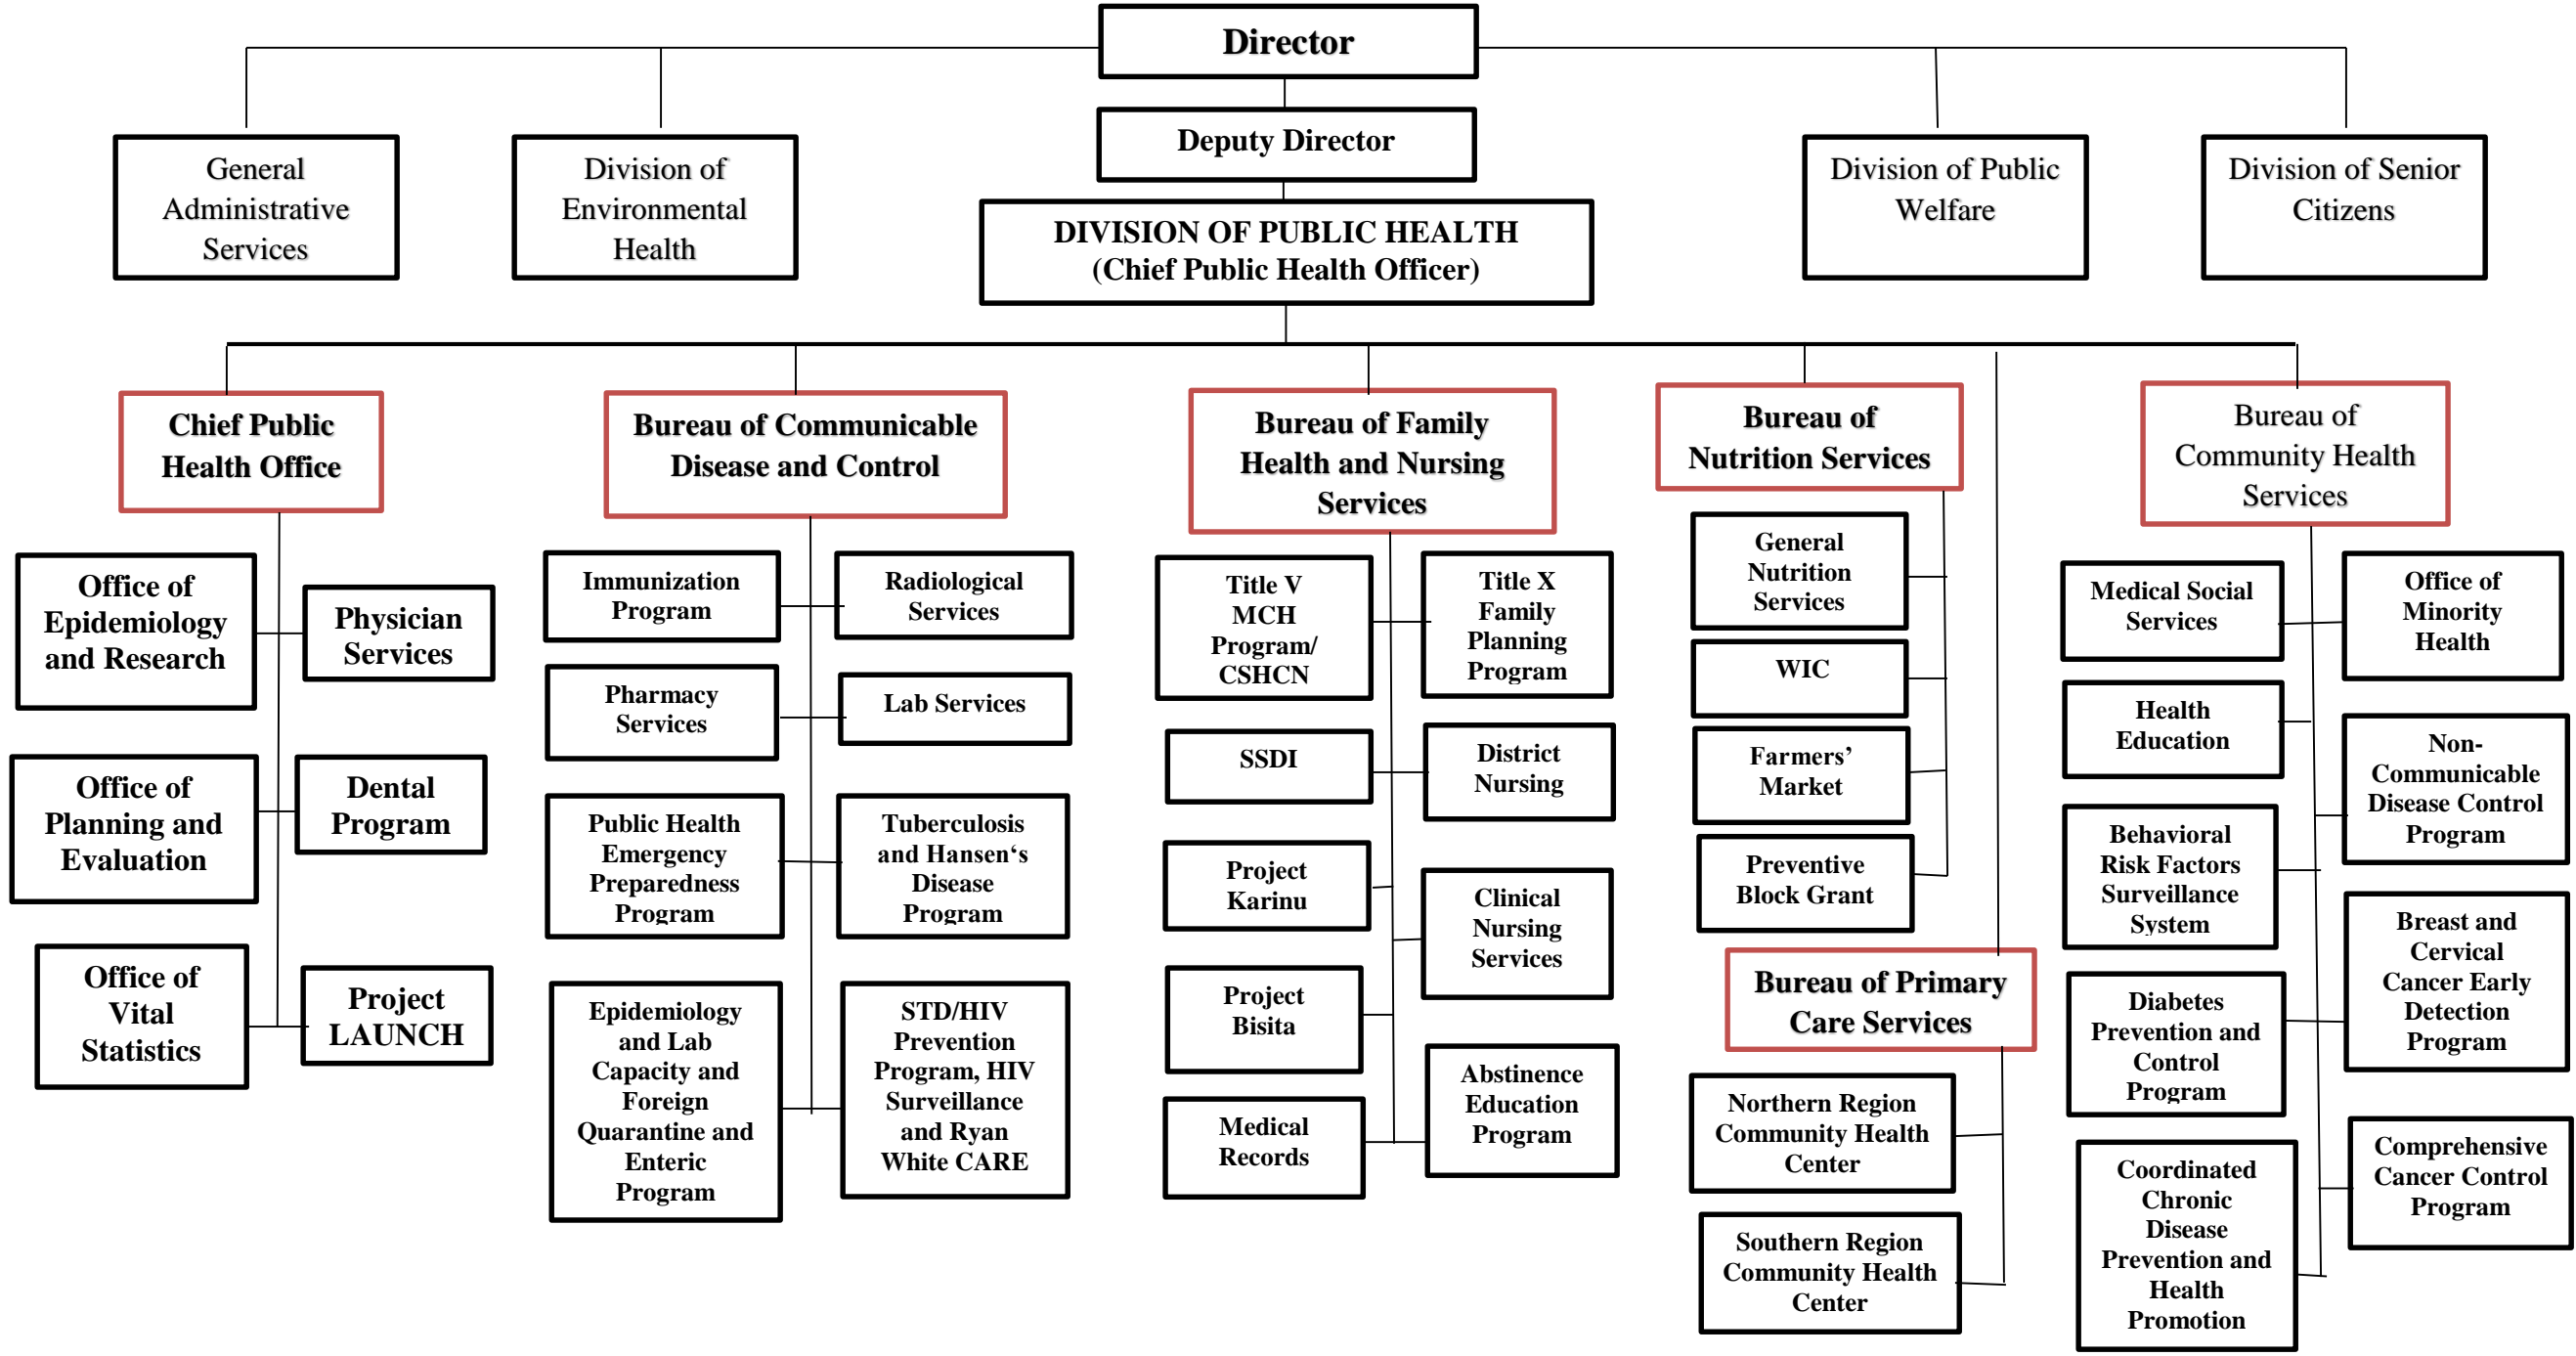 Director
Deputy Director
General
Administrative
Services
Division of
Environmental
Health
DIVISION OF PUBLIC HEALTH
(Chief Public Health Officer)
Division of Public
Welfare
Division of Senior
Citizens
Chief Public
Health Office
Office of
Epidemiology
and Research
Physician
Services
Office of
Planning and
Evaluation
Dental
Program
Office of
Vital
Statistics
Project
LAUNCH
Bureau of Communicable
Disease and Control
Immunization
Program
Radiological
Services
Pharmacy
Services
Lab Services
Public Health
Emergency
Preparedness
Program
Tuberculosis
and Hansen‘s
Disease
Program
Epidemiology
and Lab
Capacity and
Foreign
Quarantine and
Enteric
Program
STD/HIV
Prevention
Program, HIV
Surveillance
and Ryan
White CARE
Bureau of Family
Health and Nursing
Services
Title V
MCH
Program/
CSHCN
Title X
Family
Planning
Program
SSDI
District
Nursing
Project
Karinu
Clinical
Nursing
Services
Project
Bisita
Abstinence
Education
Program
Medical
Records
Bureau of
Nutrition Services
General
Nutrition
Services
WIC
Farmers’
Market
Preventive
Block Grant
Bureau of Primary
Care Services
Northern Region
Community Health
Center
Southern Region
Community Health
Center
Bureau of
Community Health
Services
Medical Social
Services
Office of
Minority
Health
Health
Education
Non-
Communicable
Disease Control
Program
Behavioral
Risk Factors
Surveillance
System
Breast and
Cervical
Cancer Early
Detection
Program
Diabetes
Prevention and
Control
Program
Comprehensive
Cancer Control
Program
Coordinated
Chronic
Disease
Prevention and
Health
Promotion